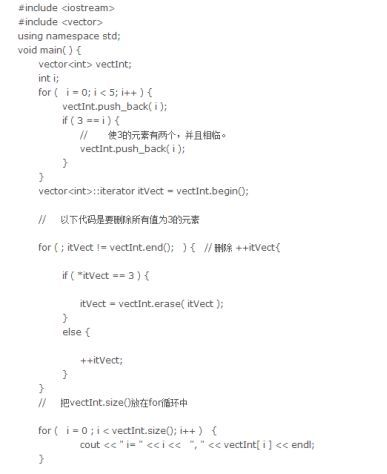 #include <iostream>
#include <vector>
using namespace std;
void main( ) {
vector<int> vectInt;
int i;
for (   i = 0; i < 5; i++ ) {
vectInt.push_back( i );
if ( 3 == i ) {
//     使3的元素有两个，并且相临。
vectInt.push_back( i );
}
}
vector<int>::iterator itVect = vectInt.begin();
//    以下代码是要删除所有值为3的元素
for ( ; itVect != vectInt.end();   ) {   // 删除 ++itVect{
if ( *itVect == 3 ) {
itVect = vectInt.erase( itVect );
}
else {
++itVect;
}
}
//    把vectInt.size()放在for循环中
for (   i = 0 ; i < vectInt.size(); i++ )   {
cout << " i= " << i <<   ", " << vectInt[ i ] << endl;
}